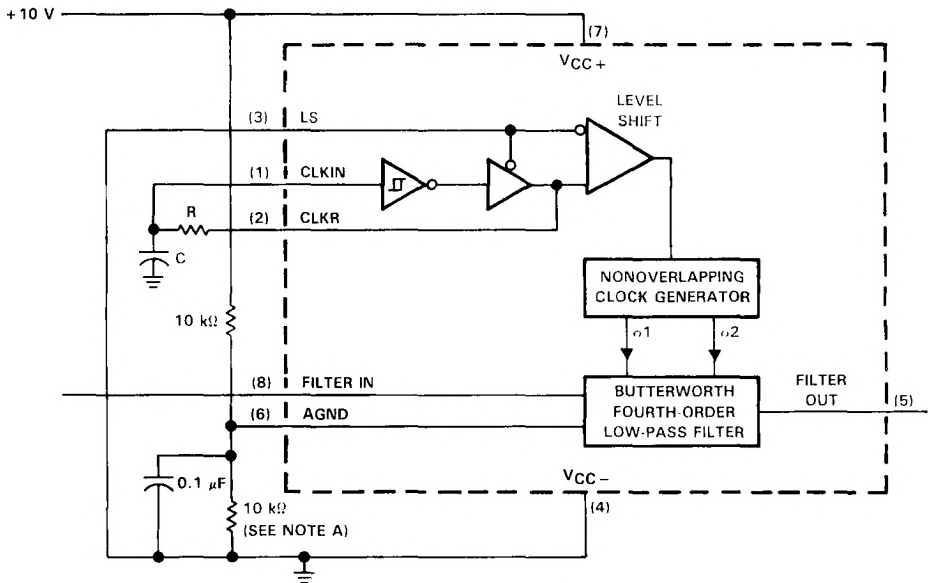 +10 V
(7)
VCC+
LEVEL
SHIFT
(3) LS
(1) CLKIN
R
(2) CLKR
C
NONOVERLAPPING
CLOCK GENERATOR
10 kΩ
ø1
ø2
(8) FILTER IN
BUTTERWORTH
FOURTH-ORDER
LOW-PASS FILTER
FILTER
OUT
(5)
(6) AGND
0.1 µF
VCC−
10 kΩ
(SEE NOTE A)
(4)